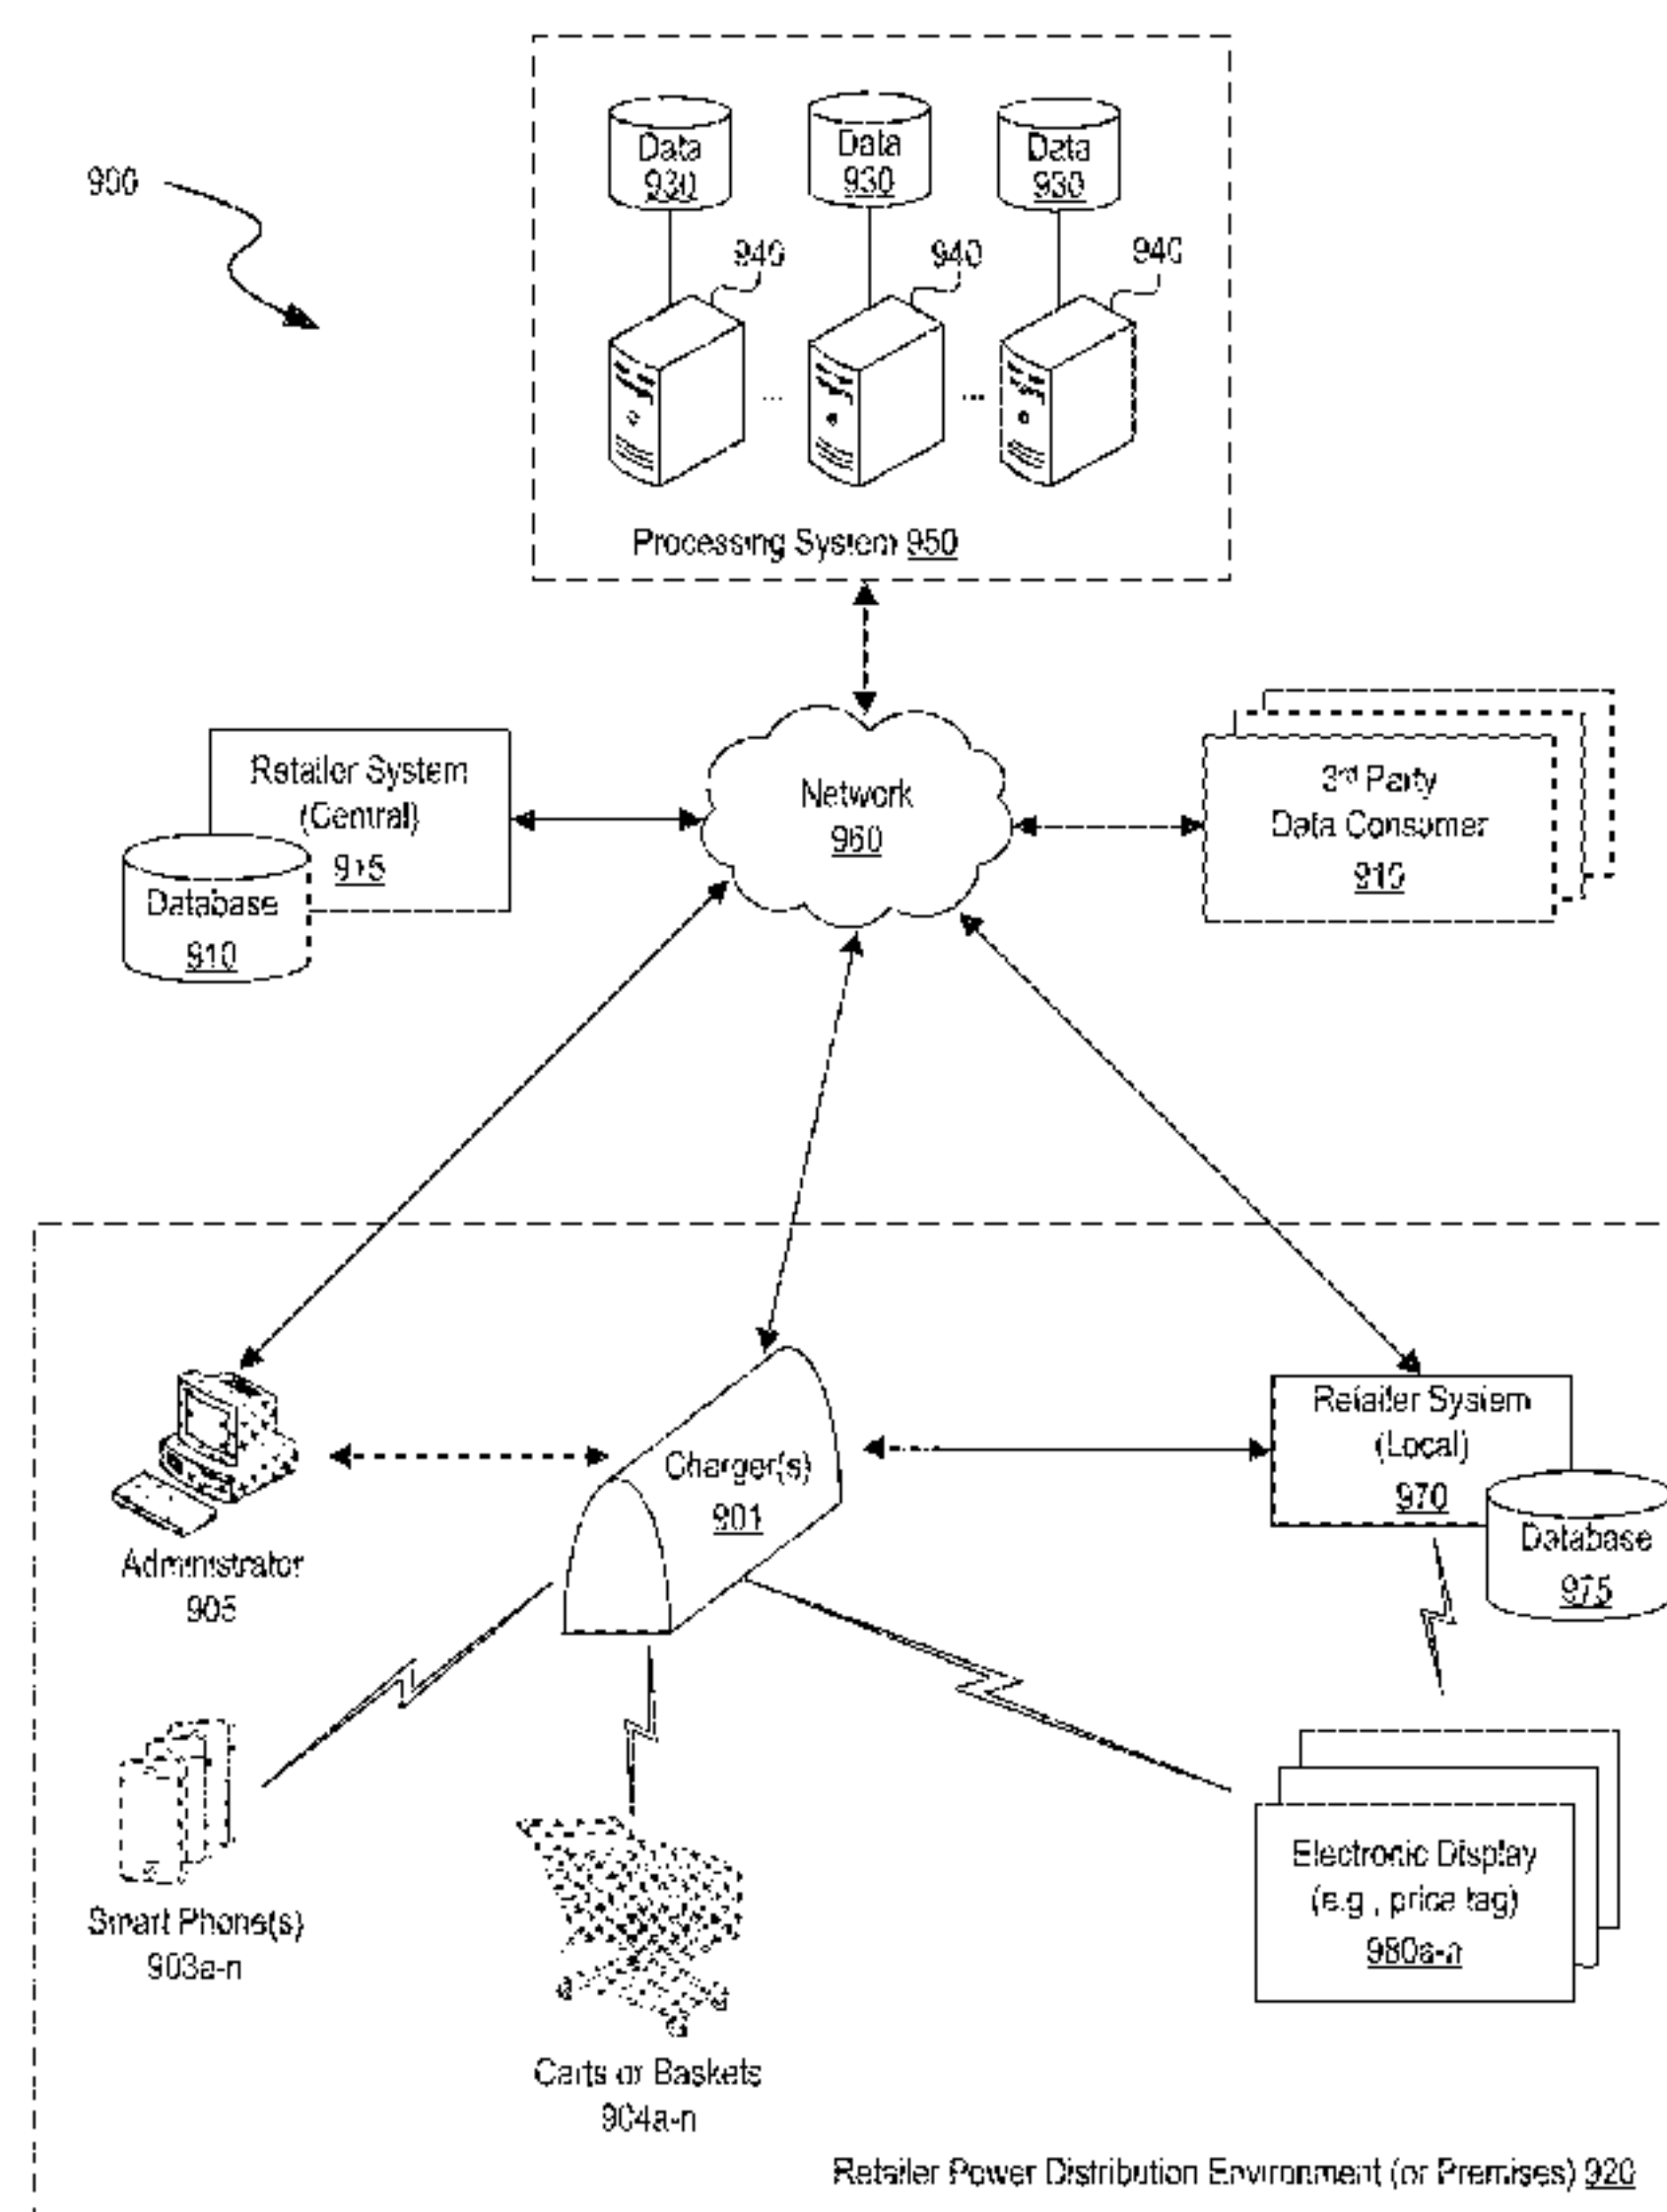 900
Data
930
Data
930
Data
930
940
940
940
Processing System 950
Retailer System
(Central)
915
Database
910
Network
960
3rd Party
Data Consumer
910
Retailer System
(Local)
970
Database
975
Charger(s)
901
Administrator
905
Smart Phone(s)
903a-n
Carts or Baskets
904a-n
Electronic Display
(e.g., price tag)
980a-n
Retailer Power Distribution Environment (or Premises) 920